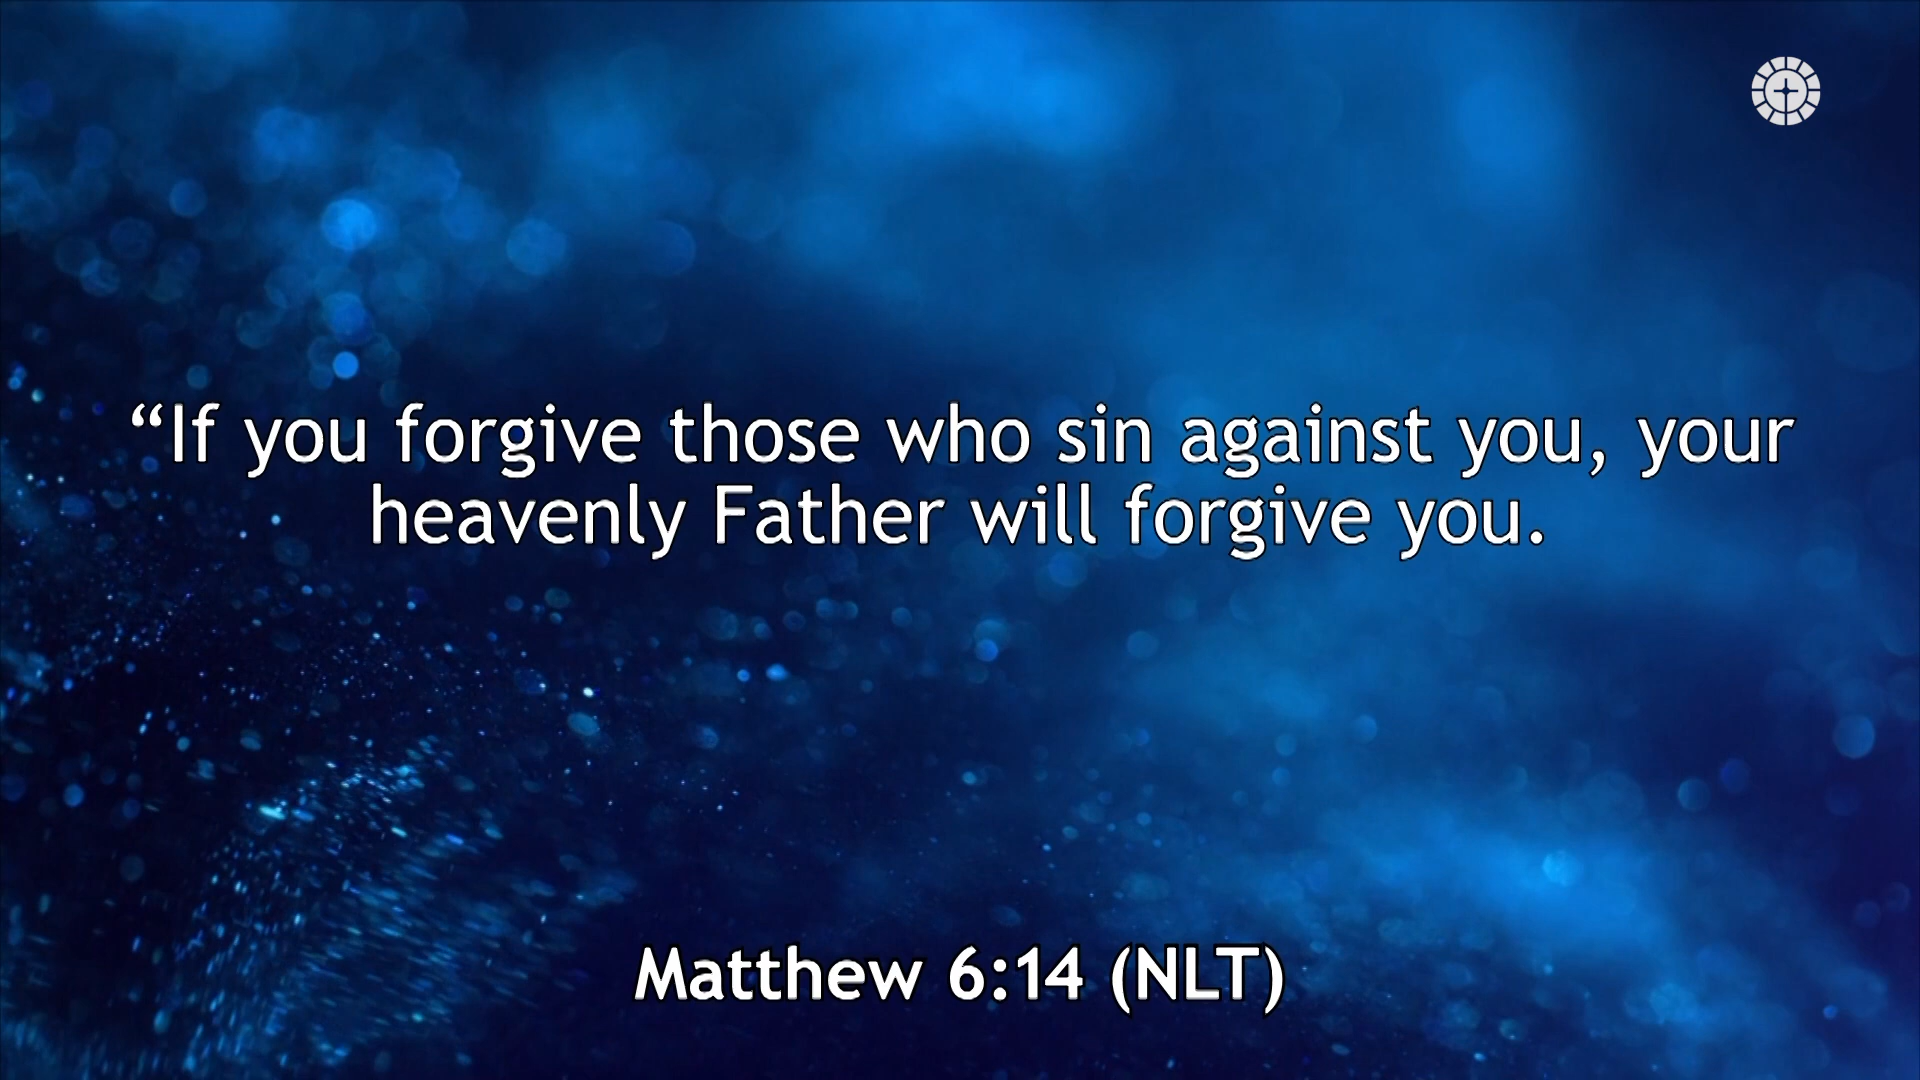 “If you forgive those who sin against you, your
heavenly Father will forgive you.
Matthew 6:14 (NLT)